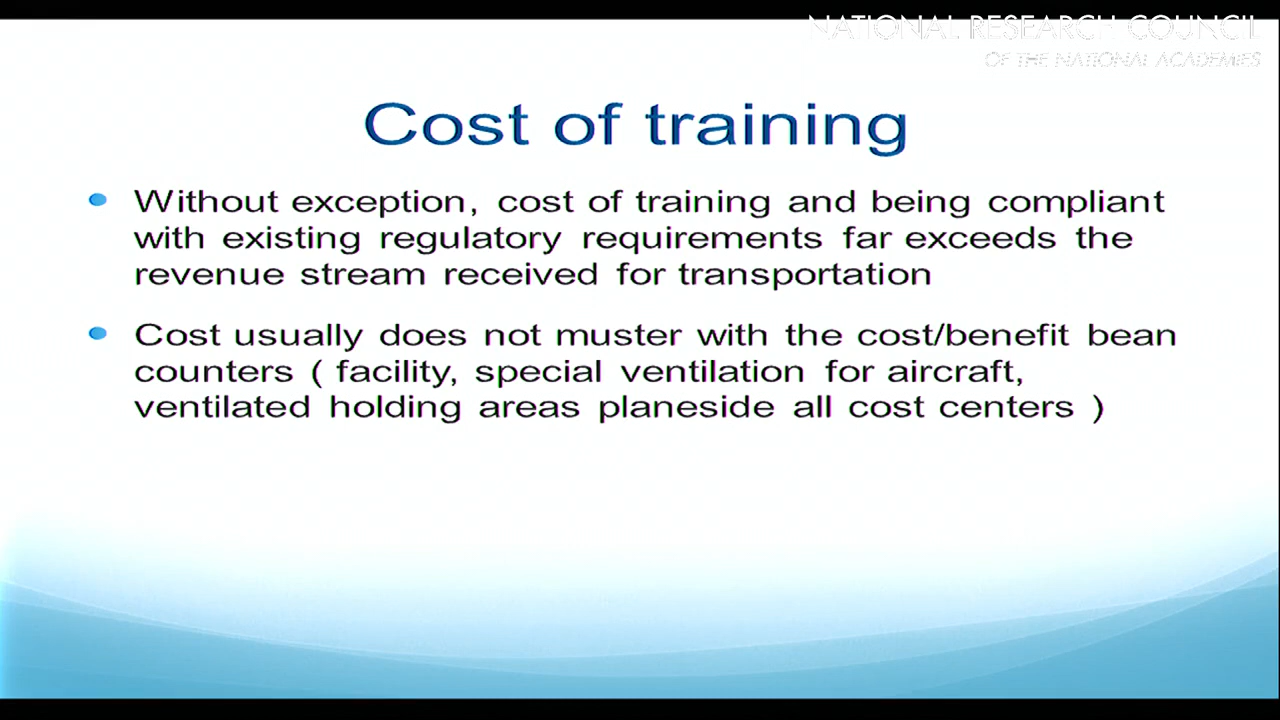 NATIONAL RESEARCH COUNCIL
OF THE NATIONAL ACADEMIES
Cost of training
Without exception, cost of training and being compliant
with existing regulatory requirements far exceeds the
revenue stream received for transportation
Cost usually does not muster with the cost/benefit bean
counters ( facility, special ventilation for aircraft,
ventilated holding areas planeside all cost centers )